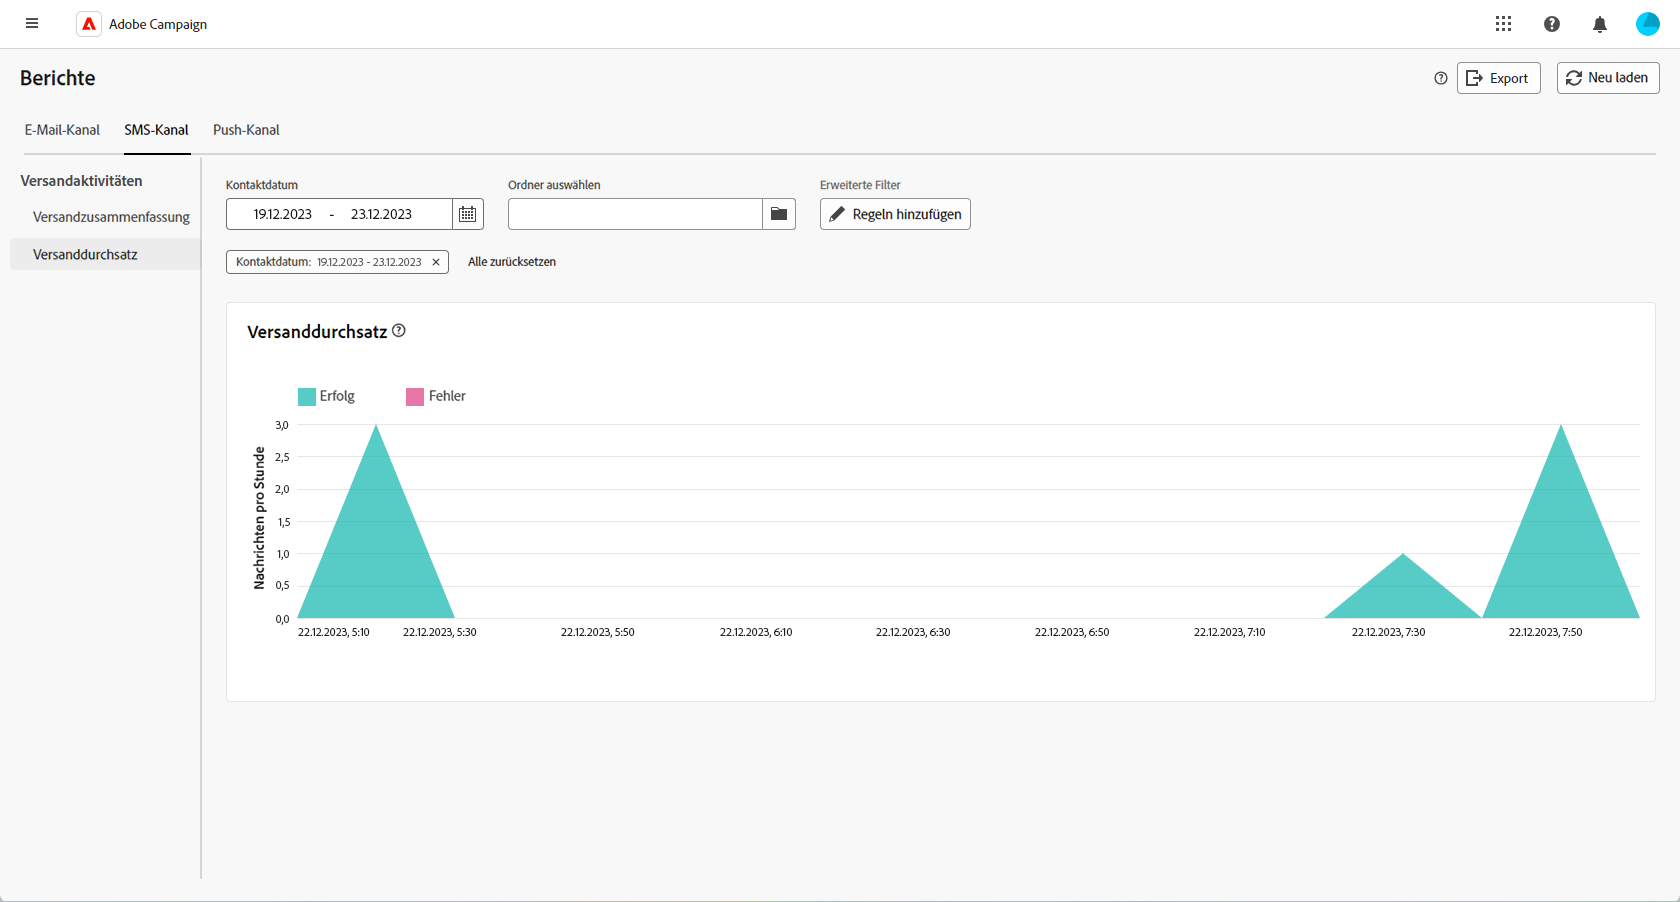 Adobe Campaign
Berichte
Export
Neu laden
E-Mail-Kanal SMS-Kanal Push-Kanal
Versandaktivitäten
Versandzusammenfassung
Versanddurchsatz
Kontaktdatum
Ordner auswählen
Erweiterte Filter
19.12.2023 - 23.12.2023
Regeln hinzufügen
Kontaktdatum: 19.12.2023 - 23.12.2023
Alle zurücksetzen
Versanddurchsatz
Erfolg
Fehler
Nachrichten pro Stunde
3,0
2,5
2,0
1,5
1,0
0,5
0,0
22.12.2023, 5:10 22.12.2023, 5:30 22.12.2023, 5:50 22.12.2023, 6:10 22.12.2023, 6:30 22.12.2023, 6:50 22.12.2023, 7:10 22.12.2023, 7:30 22.12.2023, 7:50